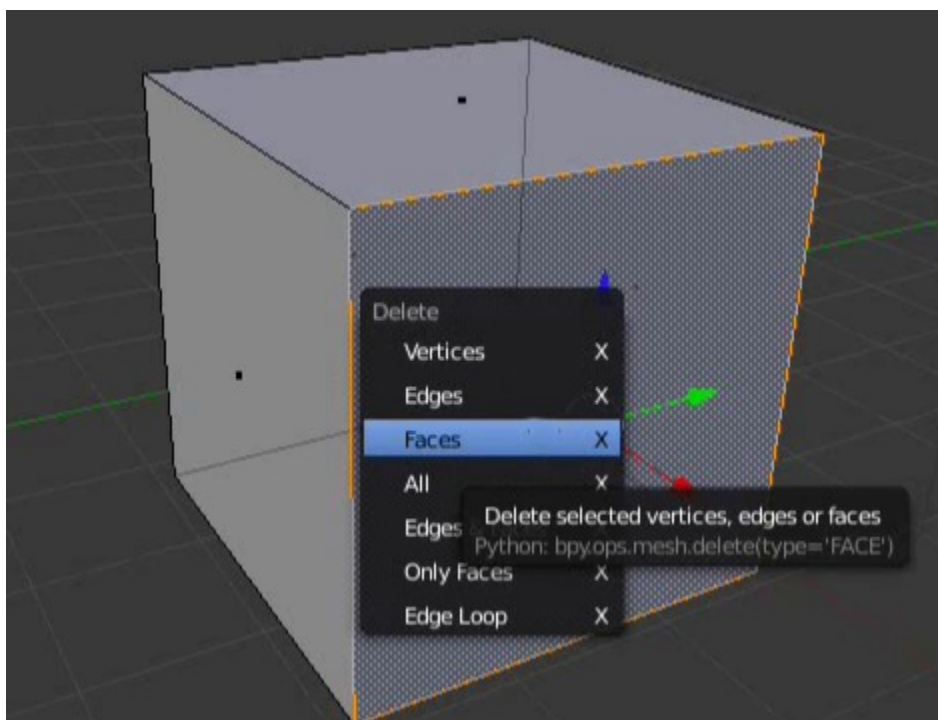 Delete
Vertices X
Edges X
Faces X
All X
Edges
Delete selected vertices, edges or faces
Python: bpy.ops.mesh.delete(type='FACE')
Only Faces X
Edge Loop X